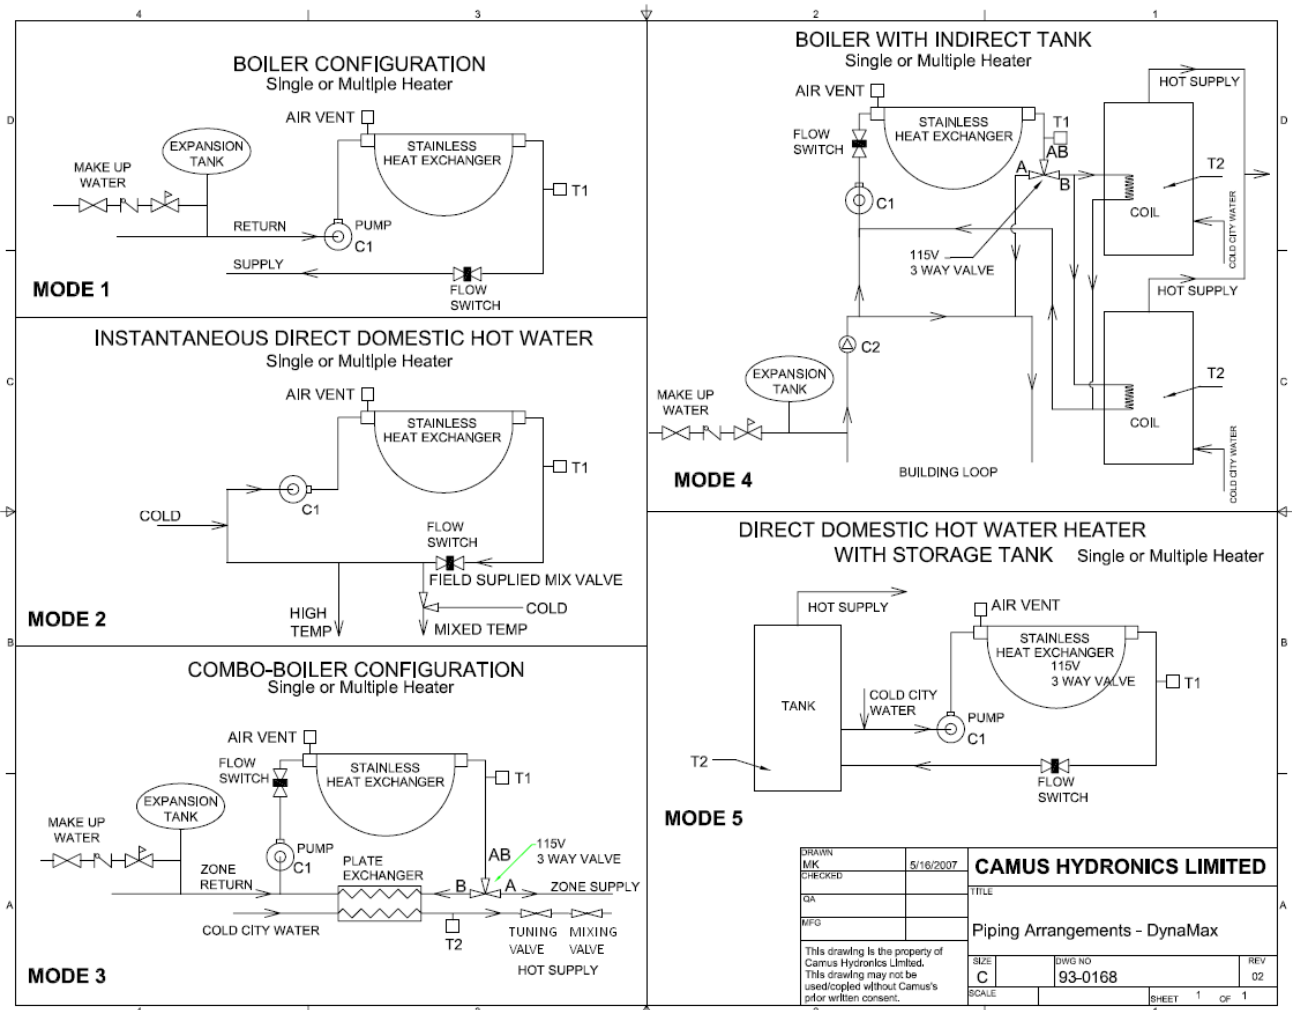 4
3
2
1
D
C
B
A
BOILER CONFIGURATION
Single or Multiple Heater
AIR VENT
EXPANSION
TANK
STAINLESS
HEAT EXCHANGER
MAKE UP
WATER
T1
RETURN
PUMP
C1
SUPPLY
FLOW
SWITCH
MODE 1
INSTANTANEOUS DIRECT DOMESTIC HOT WATER
Single or Multiple Heater
AIR VENT
STAINLESS
HEAT EXCHANGER
T1
C1
COLD
FLOW
SWITCH
FIELD SUPLIED MIX VALVE
HIGH
TEMP
COLD
MIXED TEMP
MODE 2
COMBO-BOILER CONFIGURATION
Single or Multiple Heater
AIR VENT
FLOW
SWITCH
STAINLESS
HEAT EXCHANGER
T1
EXPANSION
TANK
MAKE UP
WATER
PUMP
C1
PLATE
EXCHANGER
AB
115V
3 WAY VALVE
ZONE
RETURN
B
A
ZONE SUPPLY
COLD CITY WATER
T2
TUNING
VALVE
MIXING
VALVE
HOT SUPPLY
MODE 3
BOILER WITH INDIRECT TANK
Single or Multiple Heater
AIR VENT
FLOW
SWITCH
STAINLESS
HEAT EXCHANGER
T1
AB
A
B
C1
HOT SUPPLY
T2
COIL
COLD CITY WATER
115V
3 WAY VALVE
HOT SUPPLY
C2
EXPANSION
TANK
MAKE UP
WATER
T2
COIL
COLD CITY WATER
BUILDING LOOP
MODE 4
DIRECT DOMESTIC HOT WATER HEATER
WITH STORAGE TANK Single or Multiple Heater
HOT SUPPLY
AIR VENT
STAINLESS
HEAT EXCHANGER
115V
3 WAY VALVE
T1
TANK
COLD CITY
WATER
PUMP
C1
T2
FLOW
SWITCH
MODE 5
DRAWN
MK
5/16/2007
CHECKED
QA
MFG
CAMUS HYDRONICS LIMITED
TITLE
Piping Arrangements - DynaMax
This drawing is the property of
Camus Hydronics Limited.
This drawing may not be
used/copied without Camus's
prior written consent.
SIZE
C
DWG NO
93-0168
REV
02
SCALE
SHEET 1 OF 1
D
C
B
A